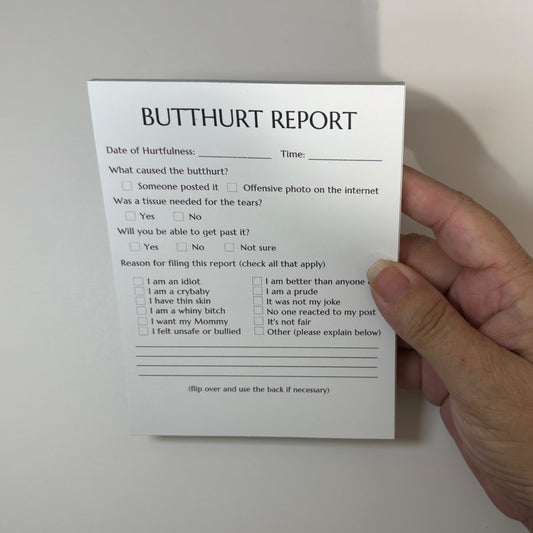 BUTTHURT REPORT
Date of Hurtfulness: Time:
What caused the butthurt?
Someone posted it Offensive photo on the internet
Was a tissue needed for the tears?
Yes No
Will you be able to get past it?
Yes No Not sure
Reason for filing this report (check all that apply)
I am an idiot I am better than anyone
I am a crybaby I am a prude
I have thin skin It was not my joke
I am a whiny bitch No one reacted to my post
I want my Mommy It's not fair
I felt unsafe or bullied Other (please explain below)
(flip over and use the back if necessary)